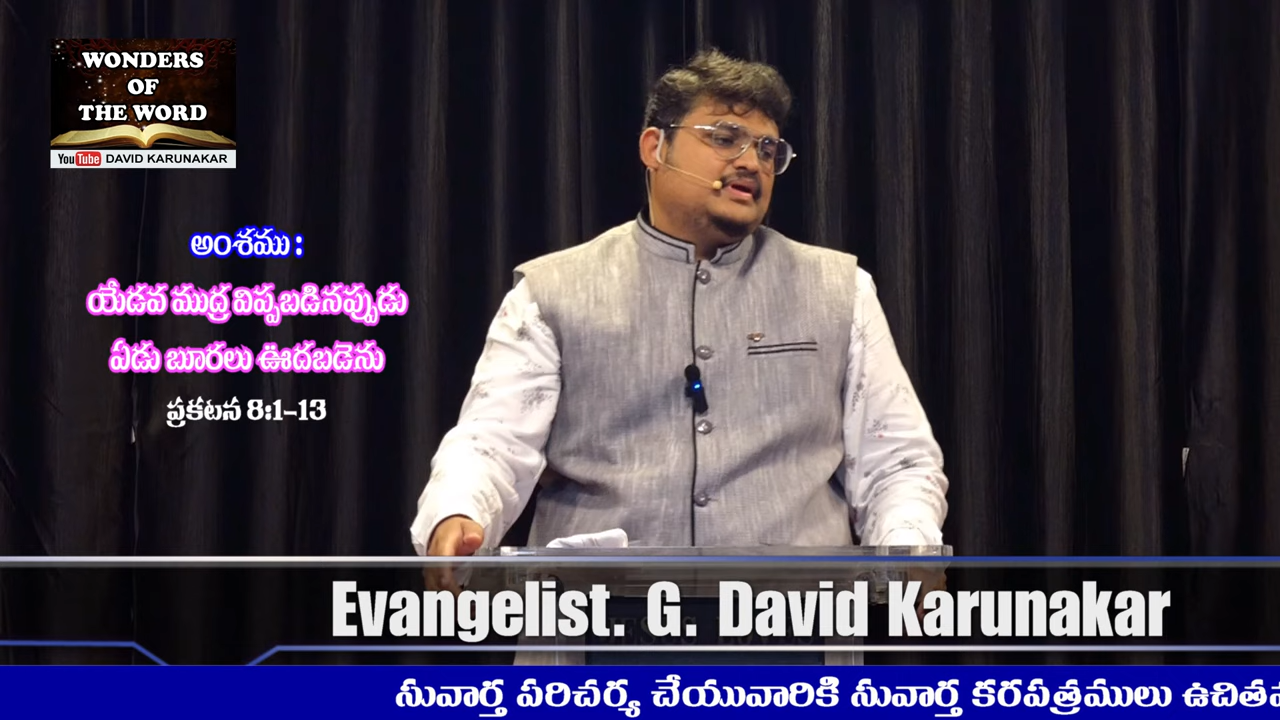 WONDERS
OF
THE WORD
YouTube DAVID KARUNAKAR
అంశము :
యేడవ ముద్ర విప్పబడినప్పుడు
ఏడు బూరలు ఊదబడెను
ప్రకటన 8:1-13
Evangelist. G. David Karunakar
సువార్త పరిచర్య చేయువారికి సువార్త కరపత్రములు